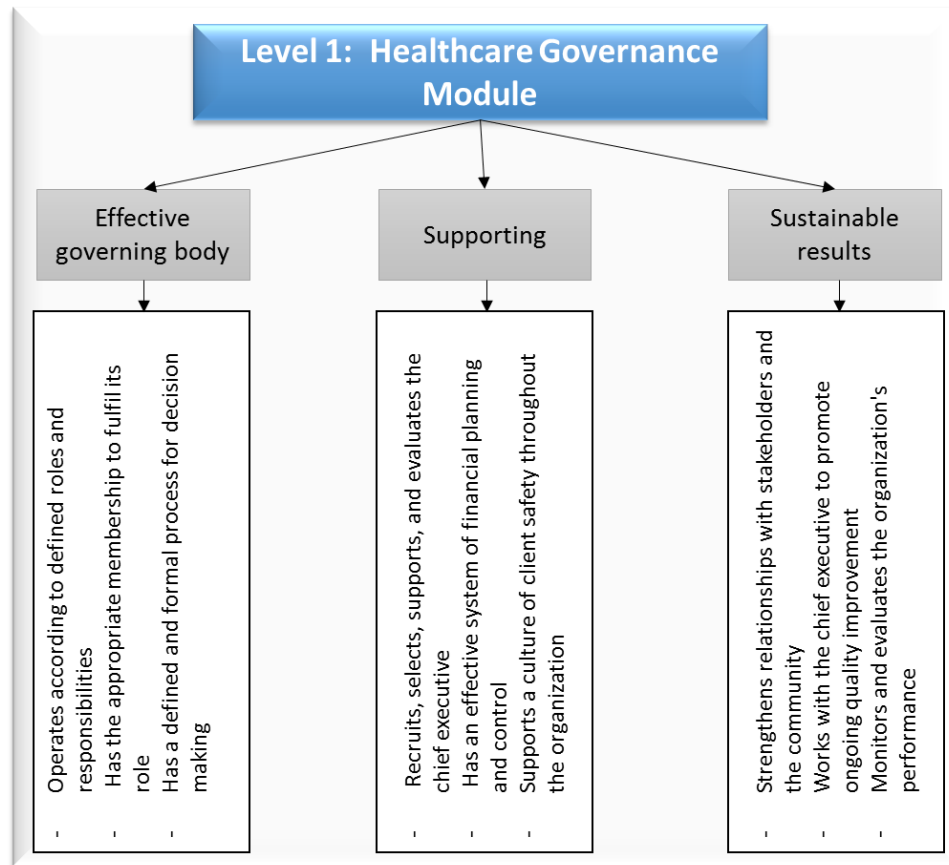 Level 1:  Healthcare Governance
Module
Effective
governing body
Supporting
Sustainable
results
- Operates according to defined roles and
responsibilities
- Has the appropriate membership to fulfil its
role
- Has a defined and formal process for decision
making
- Recruits, selects, supports, and evaluates the
chief executive
- Has an effective system of financial planning
and control
- Supports a culture of client safety throughout
the organization
- Strengthens relationships with stakeholders and
the community
- Works with the chief executive to promote
ongoing quality improvement
- Monitors and evaluates the organization's
performance